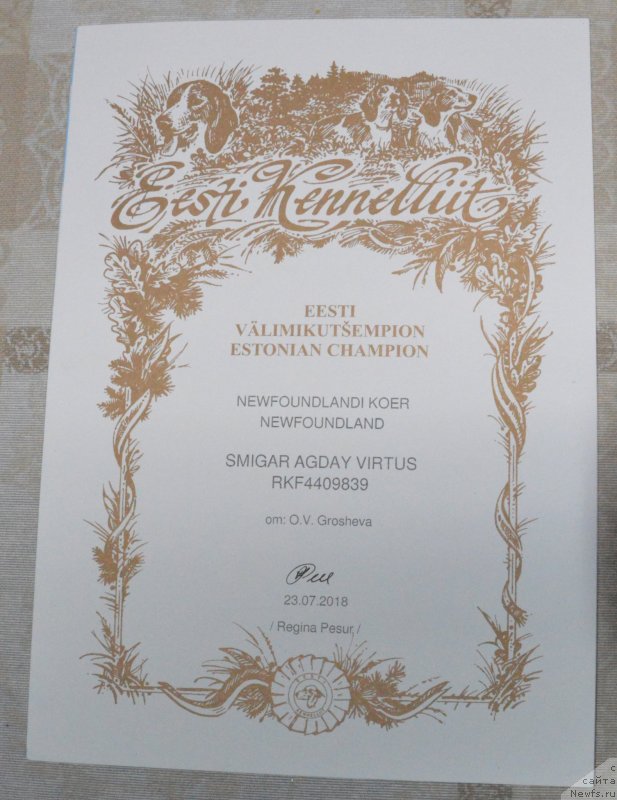 Eesti Kennelliit
EESTI
VÄLIMIKUTŠEMPION
ESTONIAN CHAMPION
NEWFOUNDLANDI KOER
NEWFOUNDLAND
SMIGAR AGDAY VIRTUS
RKF4409839
om: O.V. Grosheva
23.07.2018
/ Regina Pesur /
EESTI
с
сайта
Newfs.ru